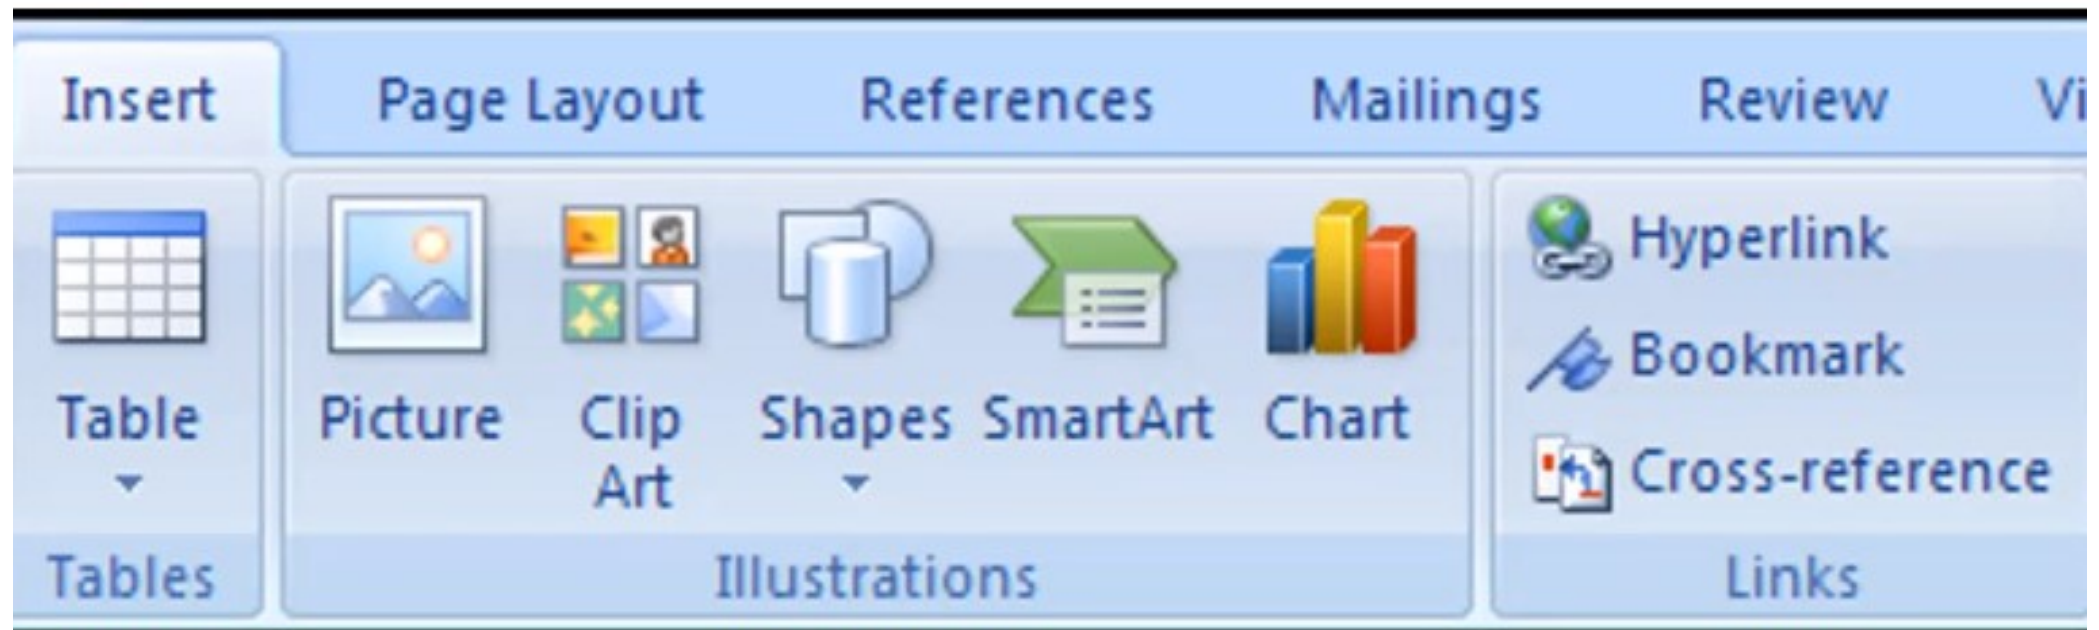 Insert Page Layout References Mailings Review Vi
Table
Picture
Clip
Art
Shapes
SmartArt
Chart
Hyperlink
Bookmark
Cross-reference
Tables
Illustrations
Links